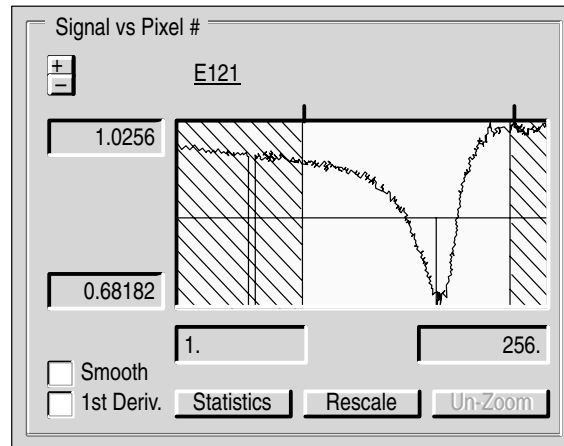 Signal vs Pixel #
+
−
E121
1.0256
0.68182
1.
256.
Smooth
1st Deriv.
Statistics
Rescale
Un-Zoom